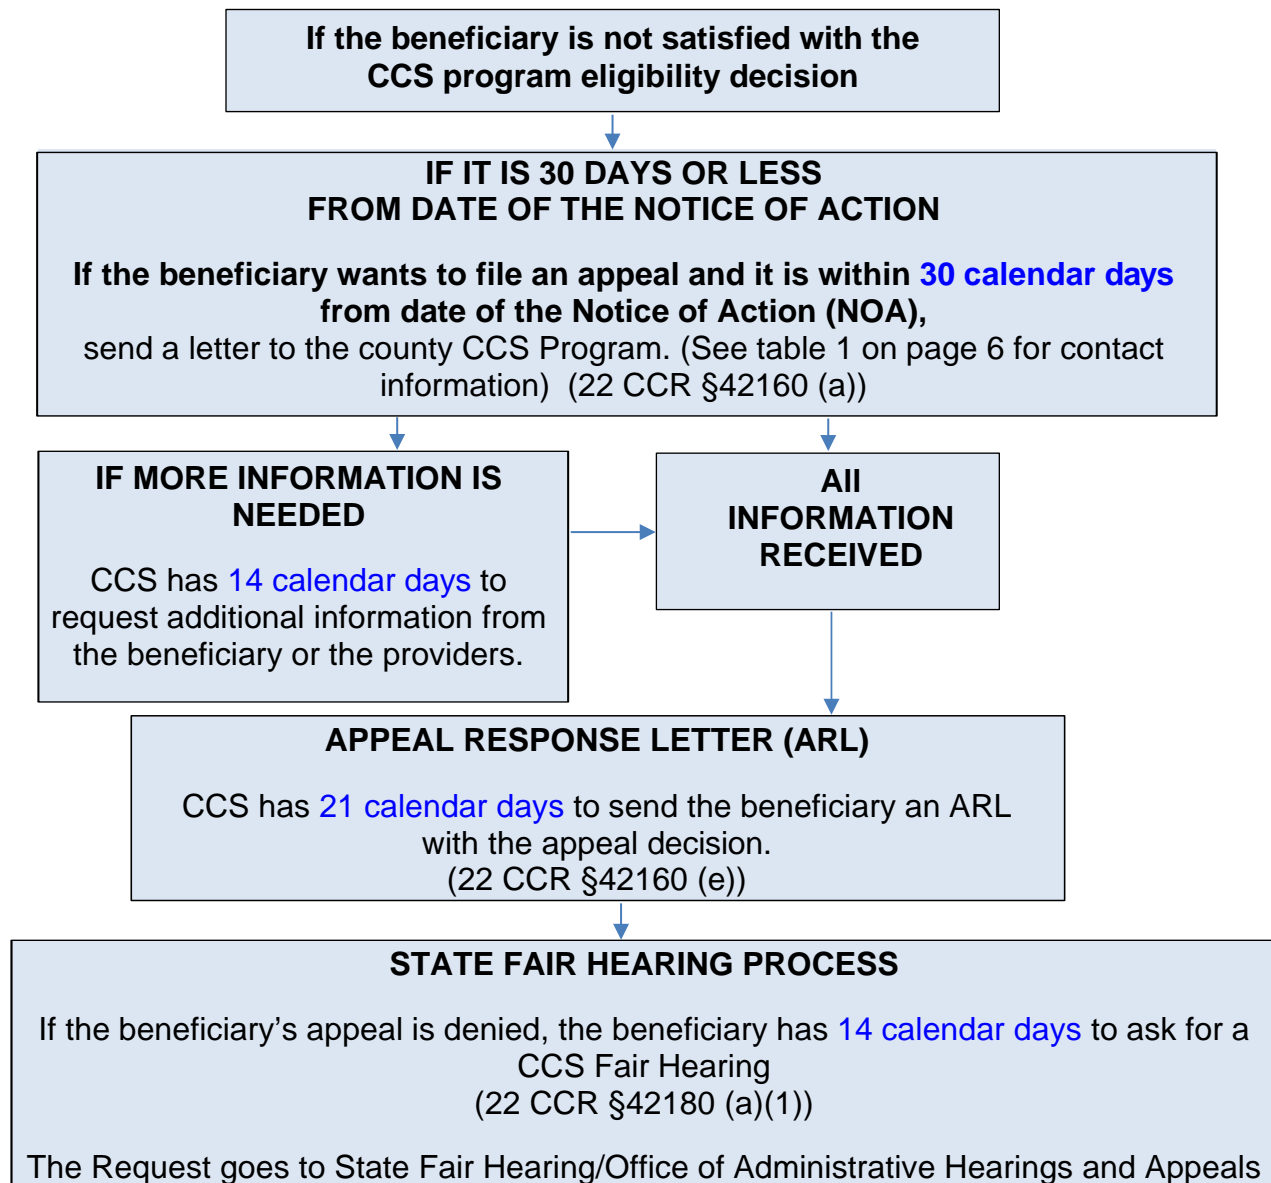 If the beneficiary is not satisfied with the
CCS program eligibility decision
IF IT IS 30 DAYS OR LESS
FROM DATE OF THE NOTICE OF ACTION
If the beneficiary wants to file an appeal and it is within 30 calendar days
from date of the Notice of Action (NOA),
send a letter to the county CCS Program. (See table 1 on page 6 for contact
information)  (22 CCR §42160 (a))
IF MORE INFORMATION IS
NEEDED
CCS has 14 calendar days to
request additional information from
the beneficiary or the providers.
All
INFORMATION
RECEIVED
APPEAL RESPONSE LETTER (ARL)
CCS has 21 calendar days to send the beneficiary an ARL
with the appeal decision.
(22 CCR §42160 (e))
STATE FAIR HEARING PROCESS
If the beneficiary’s appeal is denied, the beneficiary has 14 calendar days to ask for a
CCS Fair Hearing
(22 CCR §42180 (a)(1))
The Request goes to State Fair Hearing/Office of Administrative Hearings and Appeals